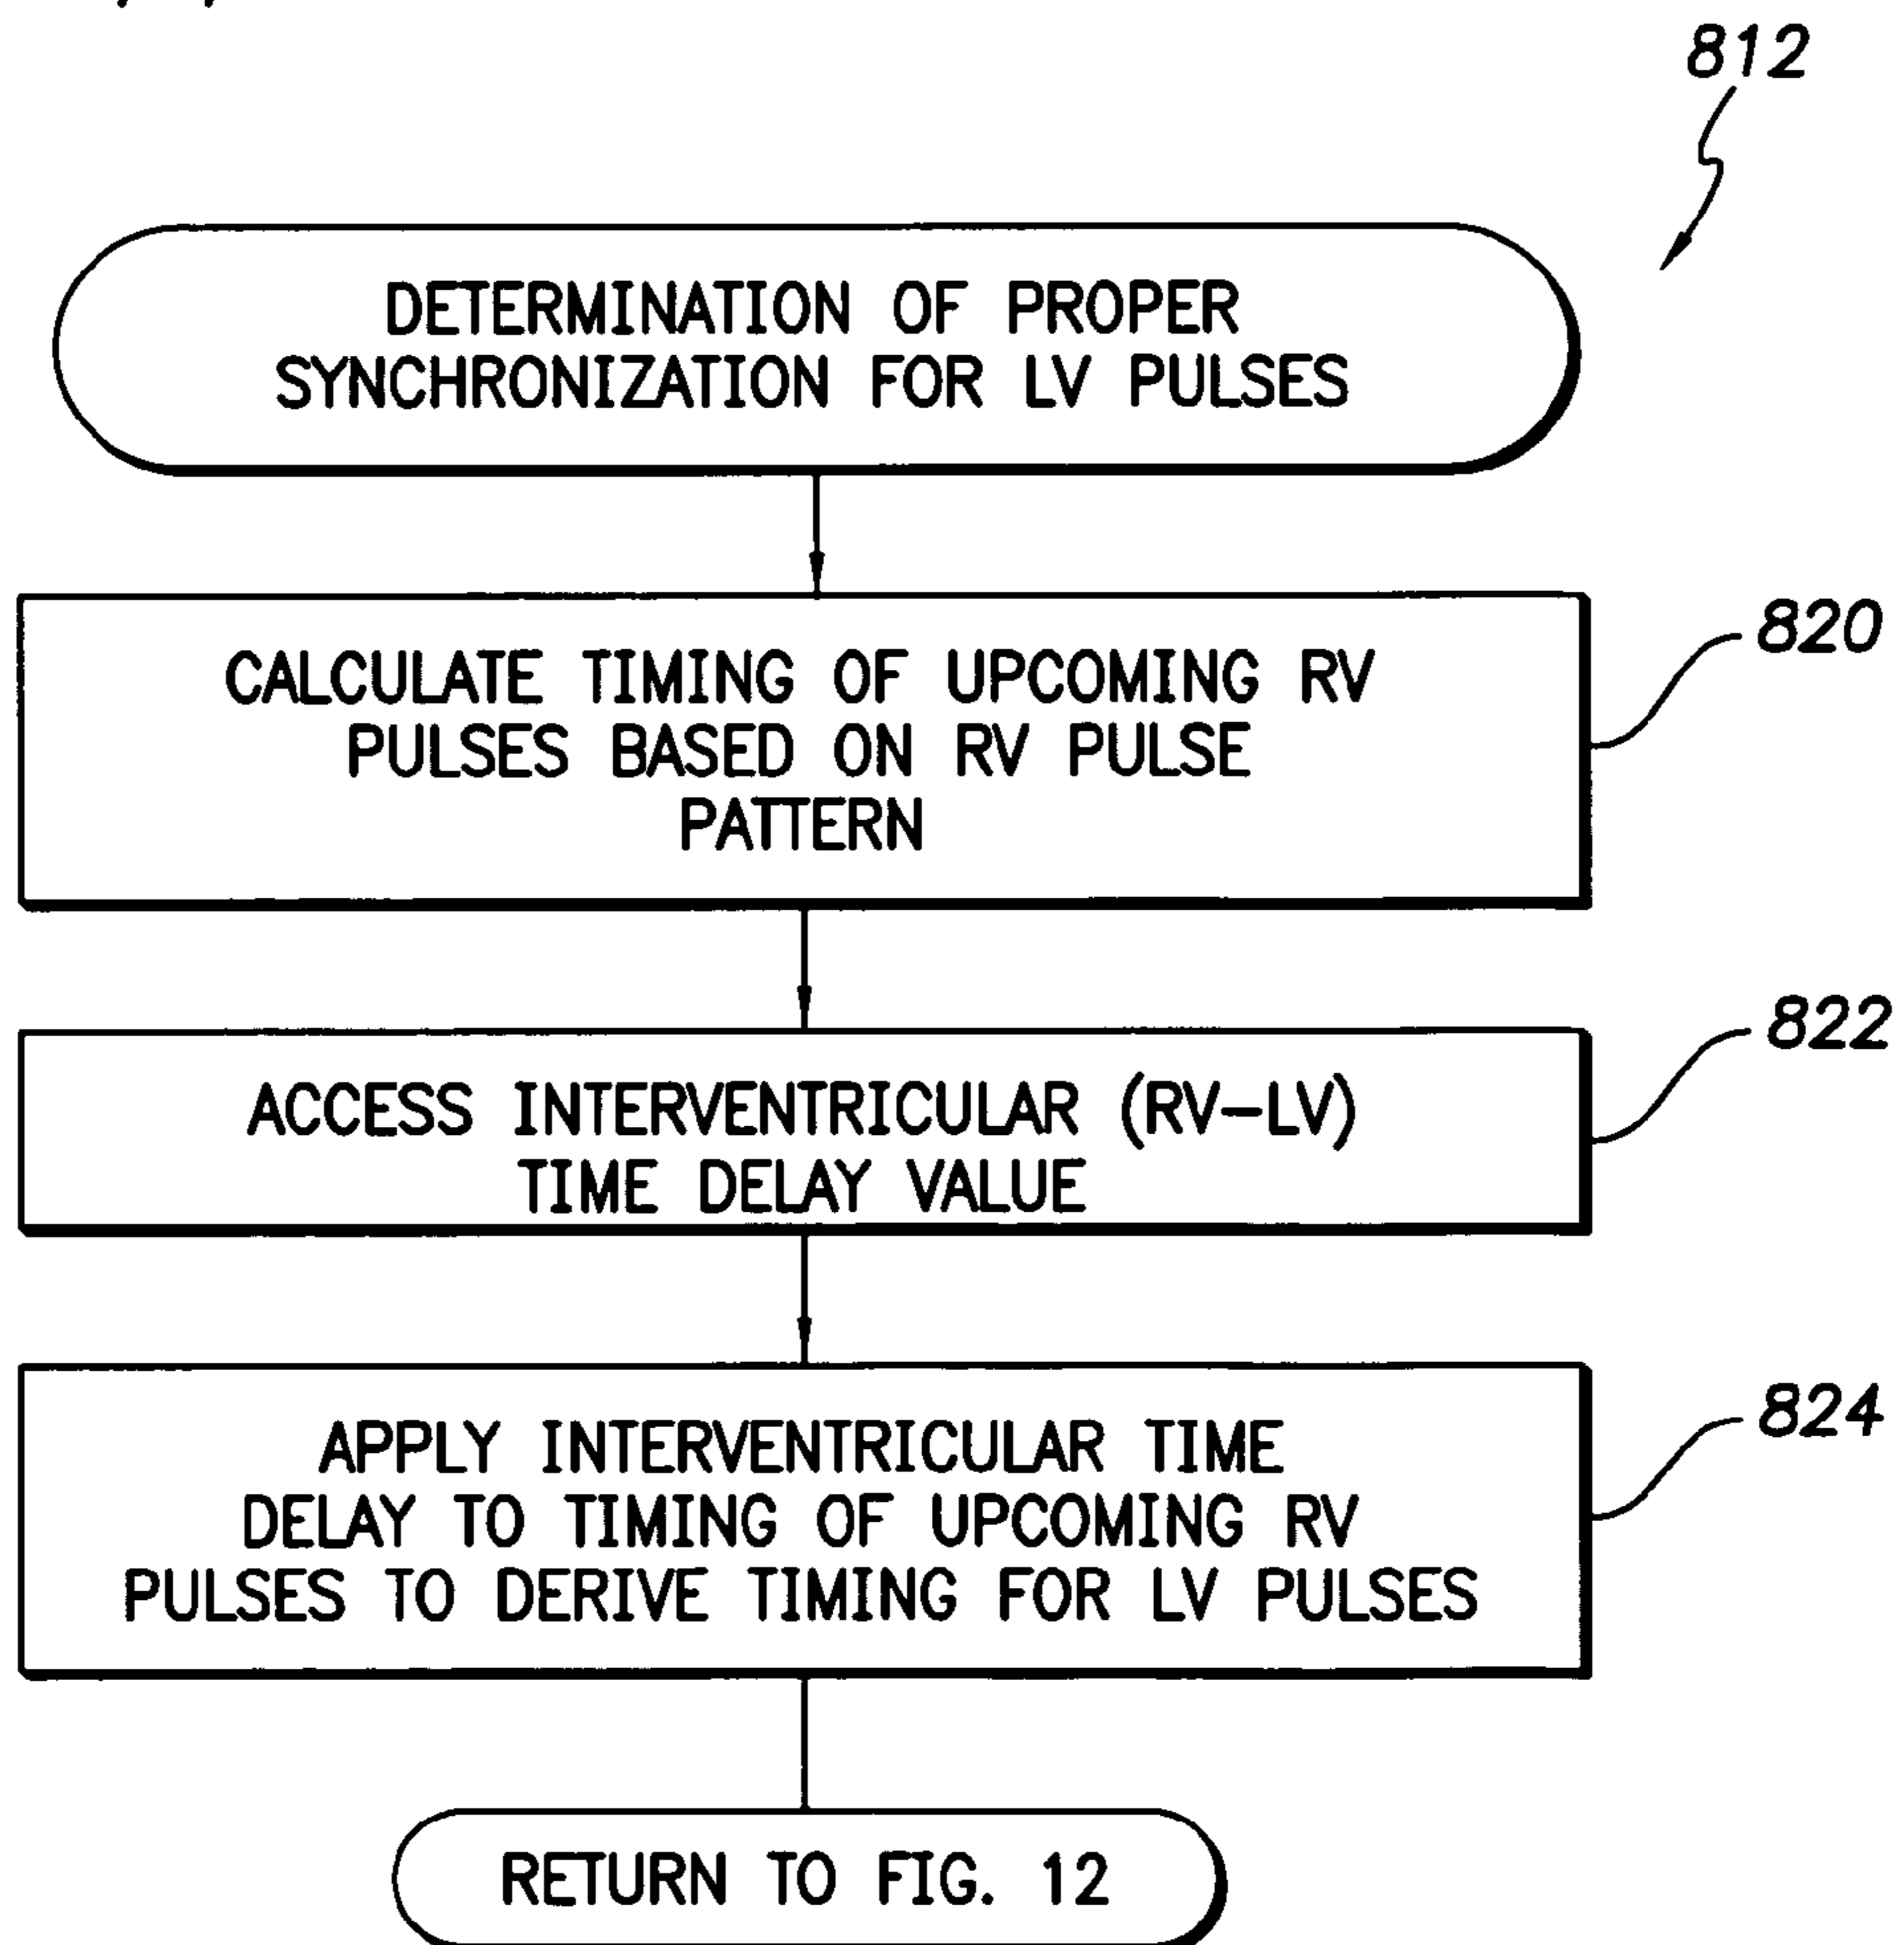 812
DETERMINATION OF PROPER
SYNCHRONIZATION FOR LV PULSES
CALCULATE TIMING OF UPCOMING RV
PULSES BASED ON RV PULSE
PATTERN
820
ACCESS INTERVENTRICULAR (RV-LV)
TIME DELAY VALUE
822
APPLY INTERVENTRICULAR TIME
DELAY TO TIMING OF UPCOMING RV
PULSES TO DERIVE TIMING FOR LV PULSES
824
RETURN TO FIG. 12